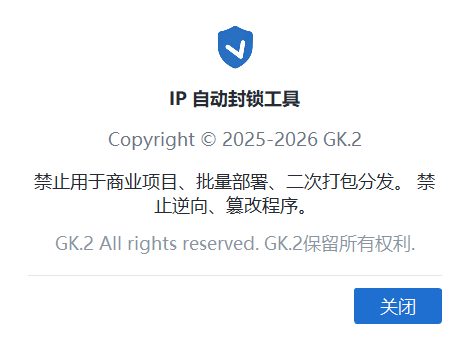 IP 自动封锁工具
Copyright © 2025-2026 GK.2
禁止用于商业项目、批量部署、二次打包分发。 禁
止逆向、篡改程序。
GK.2 All rights reserved. GK.2保留所有权利.
关闭